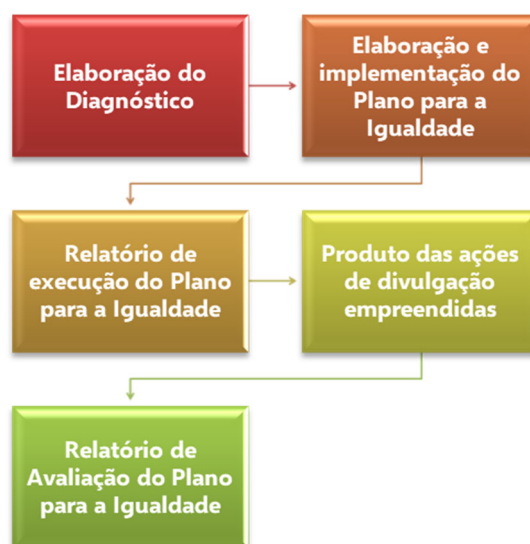 Elaboração do
Diagnóstico
Elaboração e
implementação do
Plano para a
Igualdade
Relatório de
execução do Plano
para a Igualdade
Produto das ações
de divulgação
empreendidas
Relatório de
Avaliação do Plano
para a Igualdade